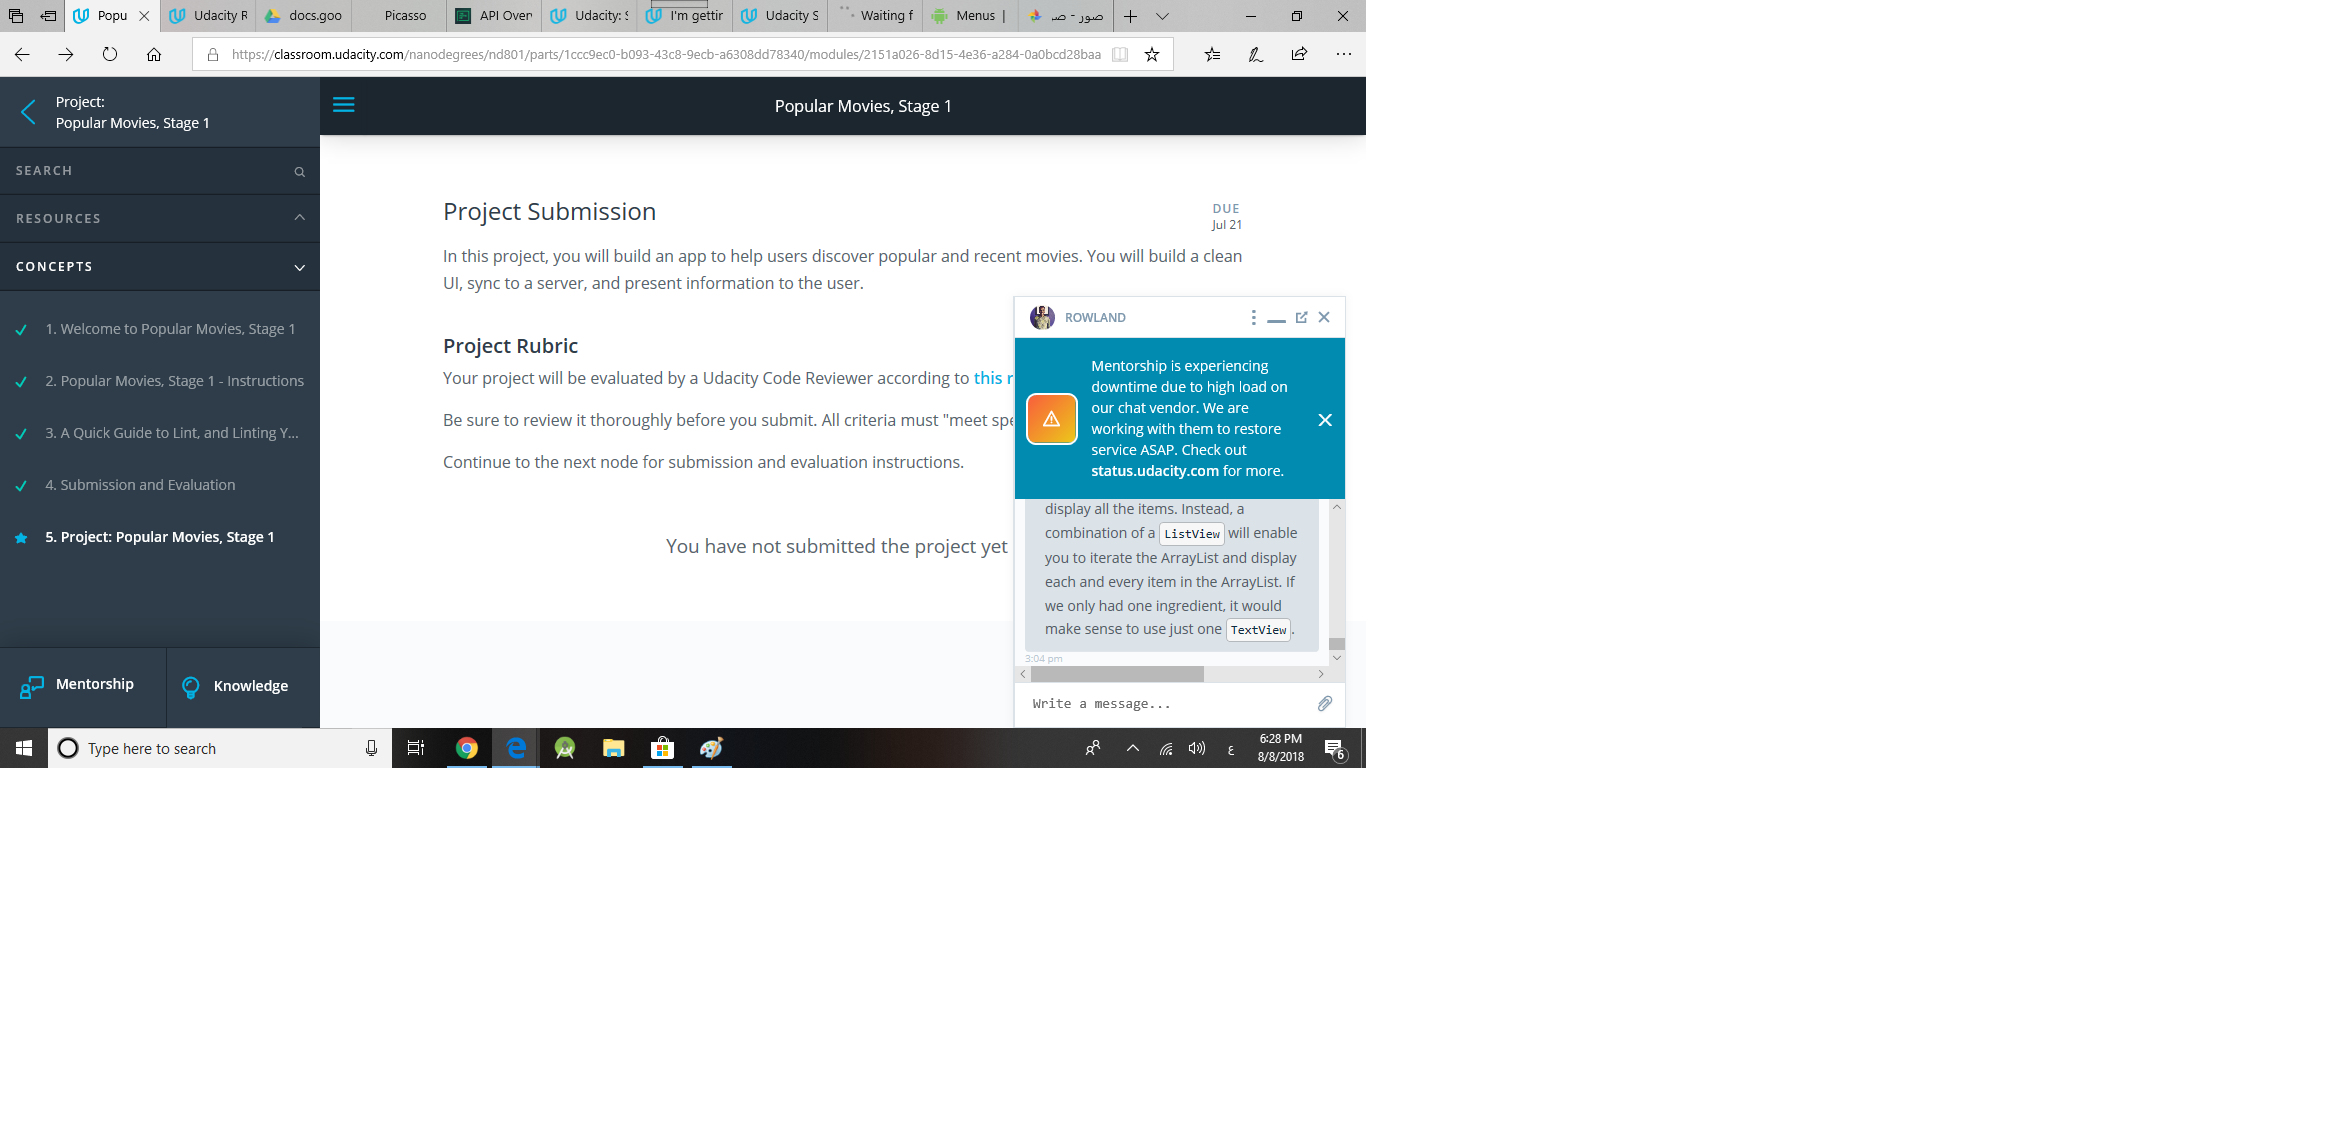 Popu
Udacity R
docs.goo
Picasso
API Over
Udacity: S
I'm gettir
Udacity S
Waiting f
Menus |
صور - صـ
https://classroom.udacity.com/nanodegrees/nd801/parts/1ccc9ec0-b093-43c8-9ecb-a6308dd78340/modules/2151a026-8d15-4e36-a284-0a0bcd28baa
Project:
Popular Movies, Stage 1
SEARCH
RESOURCES
CONCEPTS
1. Welcome to Popular Movies, Stage 1
2. Popular Movies, Stage 1 - Instructions
3. A Quick Guide to Lint, and Linting Y...
4. Submission and Evaluation
5. Project: Popular Movies, Stage 1
Mentorship
Knowledge
Popular Movies, Stage 1
Project Submission
DUE
Jul 21
In this project, you will build an app to help users discover popular and recent movies. You will build a clean
UI, sync to a server, and present information to the user.
Project Rubric
Your project will be evaluated by a Udacity Code Reviewer according to this r
Be sure to review it thoroughly before you submit. All criteria must "meet spe
Continue to the next node for submission and evaluation instructions.
You have not submitted the project yet
ROWLAND
Mentorship is experiencing
downtime due to high load on
our chat vendor. We are
working with them to restore
service ASAP. Check out
status.udacity.com for more.
display all the items. Instead, a
combination of a ListView will enable
you to iterate the ArrayList and display
each and every item in the ArrayList. If
we only had one ingredient, it would
make sense to use just one TextView.
3:04 pm
Write a message...
Type here to search
ع
6:28 PM
8/8/2018
6